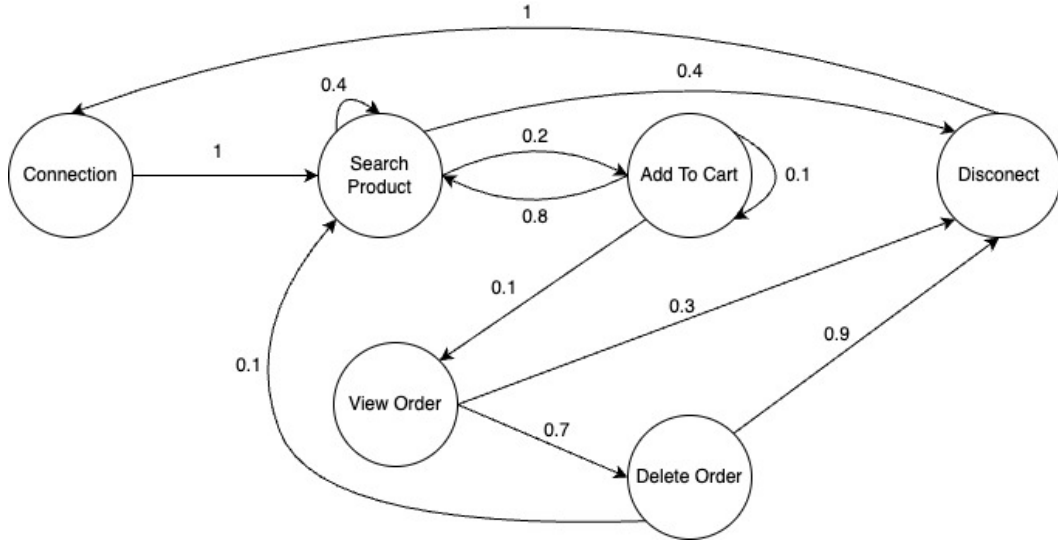 1
0.4
0.4
Connection
1
Search
Product
0.2
0.8
Add To Cart
0.1
Disconect
0.1
0.3
0.9
0.1
View Order
0.7
Delete Order